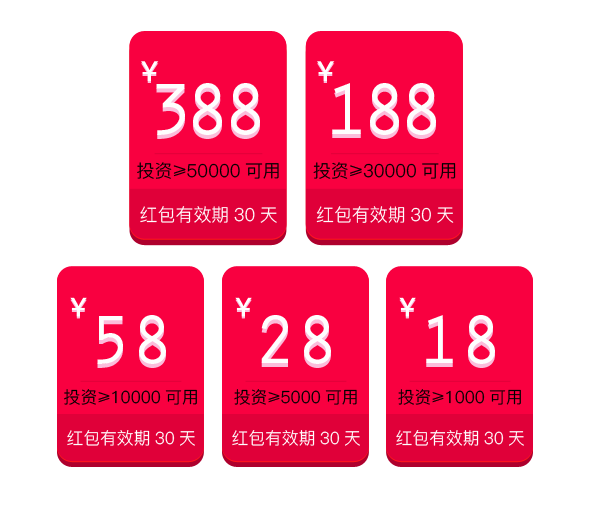 ¥388
投资≥50000 可用
红包有效期 30 天
¥188
投资≥30000 可用
红包有效期 30 天
¥58
投资≥10000 可用
红包有效期 30 天
¥28
投资≥5000 可用
红包有效期 30 天
¥18
投资≥1000 可用
红包有效期 30 天